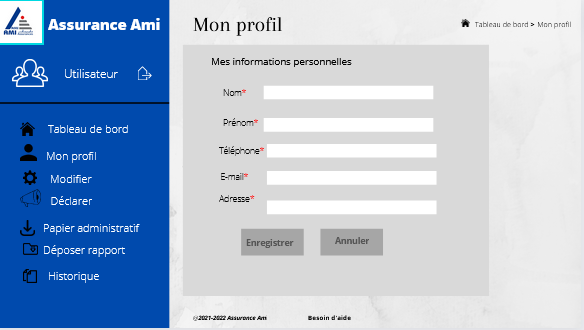 AMI
Assurance Ami
Utilisateur
Tableau de bord
Mon profil
Modifier
Déclarer
Papier administratif
Déposer rapport
Historique
Mon profil
Tableau de bord > Mon profil
Mes informations personnelles
Nom*
Prénom*
Téléphone*
E-mail*
Adresse*
Enregistrer
Annuler
@2021-2022 Assurance Ami
Besoin d'aide